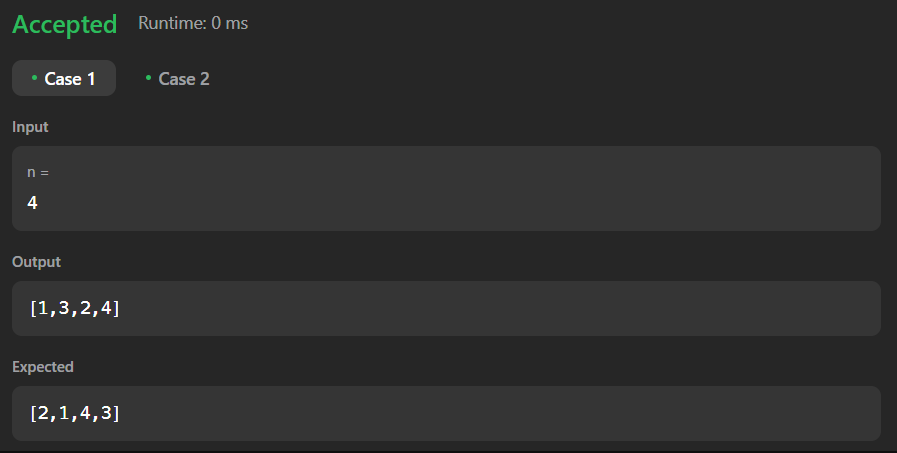 Accepted Runtime: 0 ms
Case 1 Case 2
Input
n =
4
Output
[1,3,2,4]
Expected
[2,1,4,3]